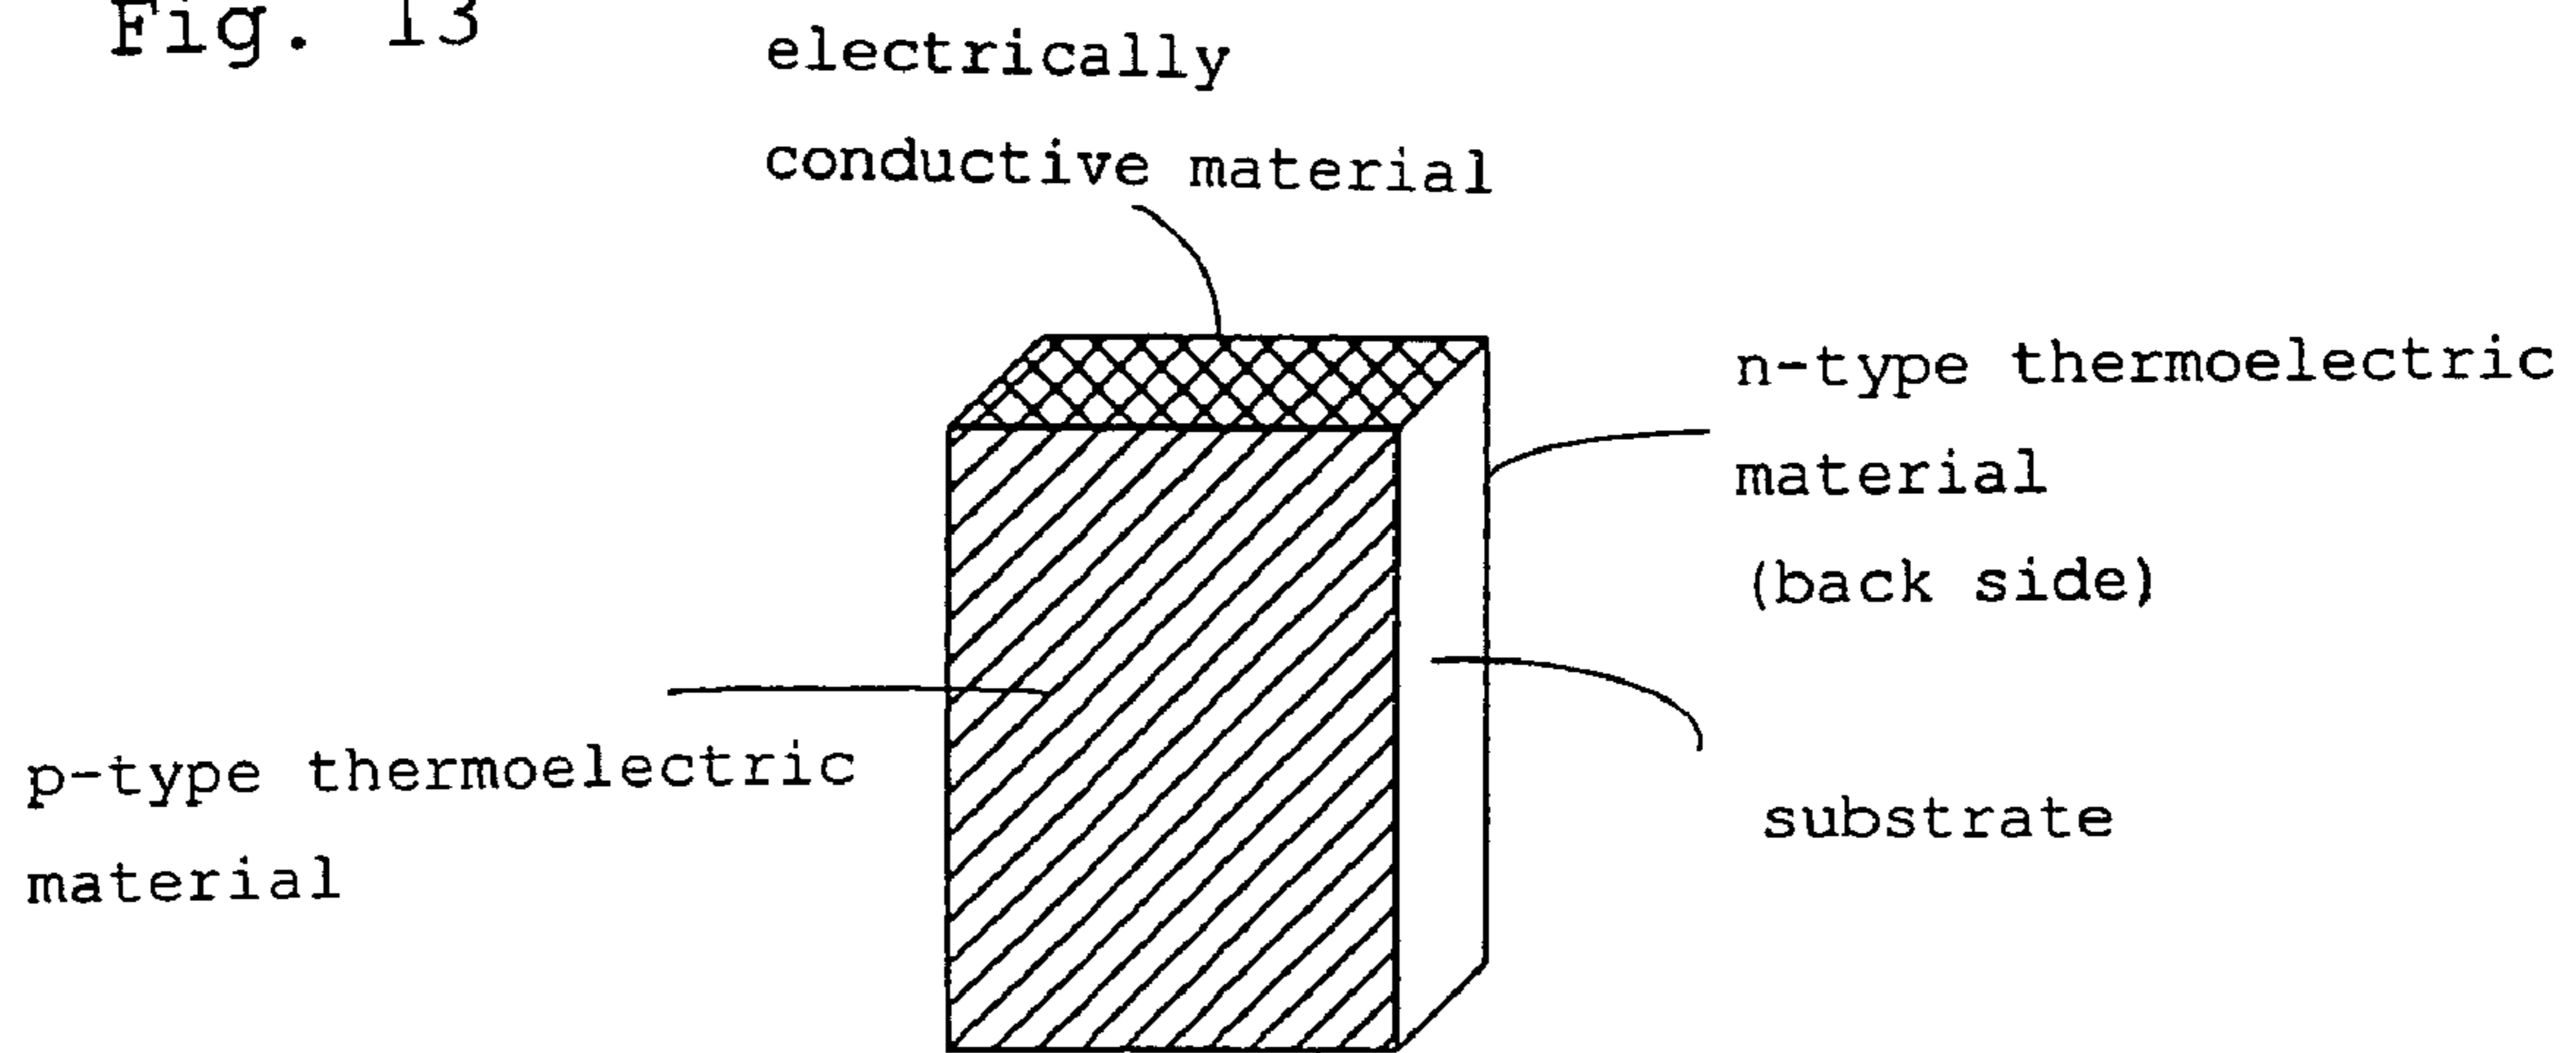 Fig. 13
electrically
conductive material
n-type thermoelectric
material
(back side)
p-type thermoelectric
material
substrate